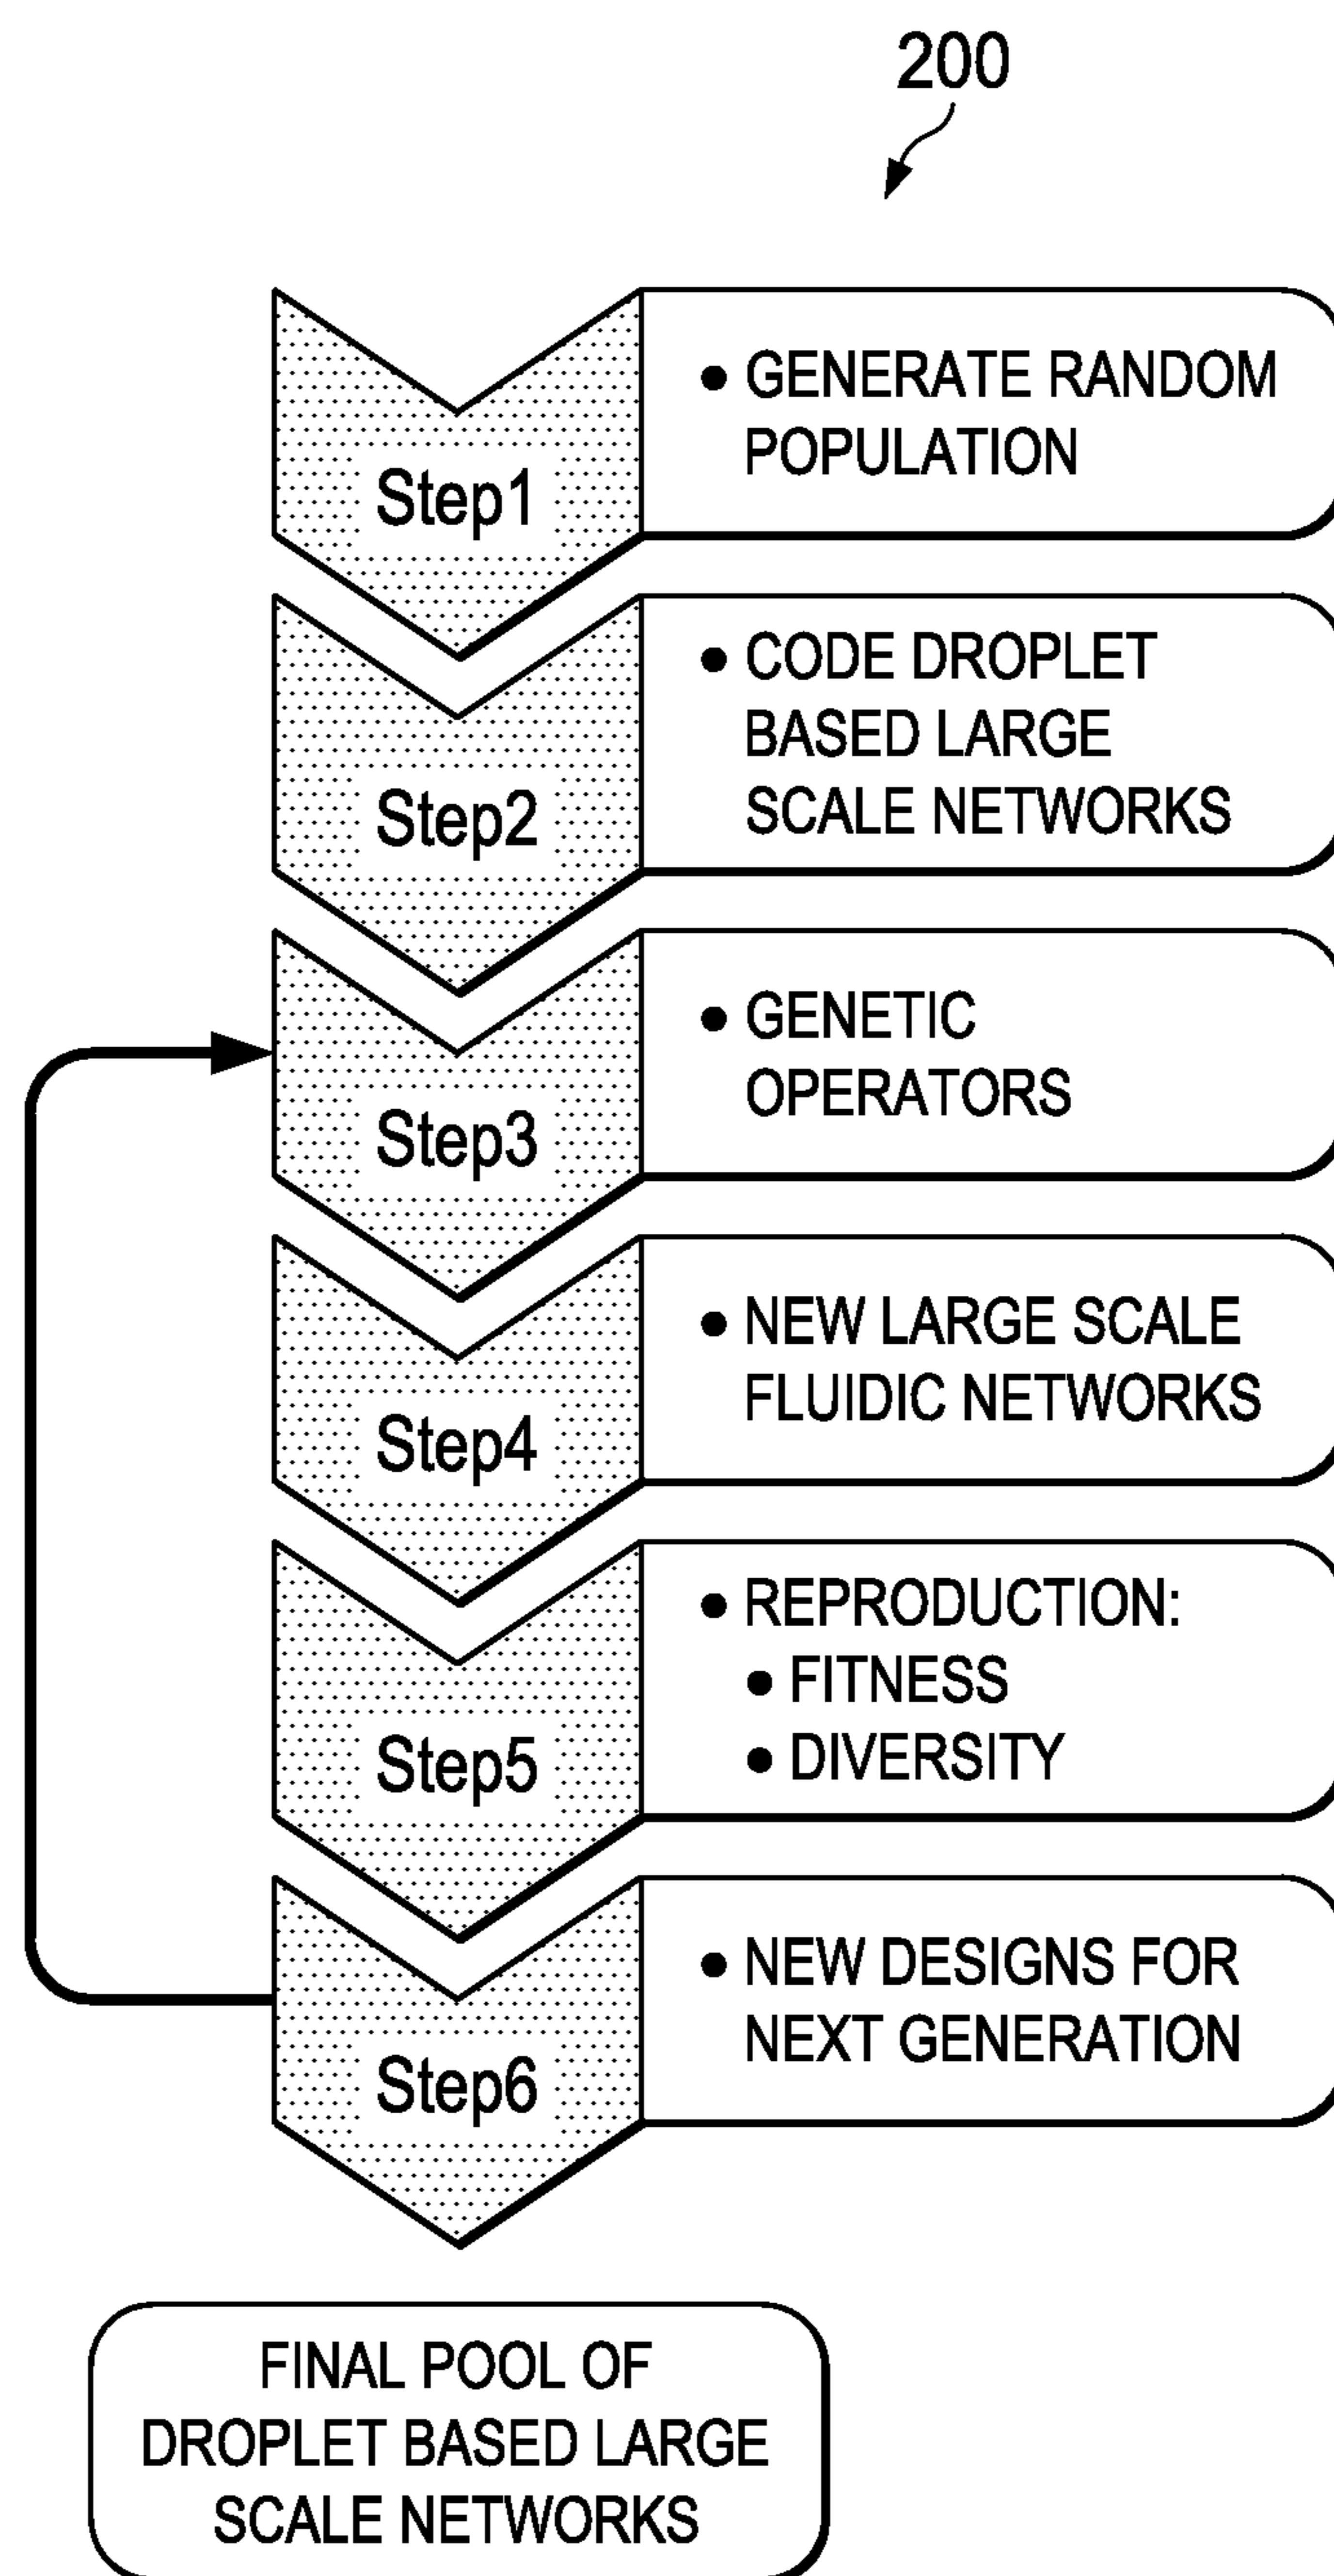 200
Step1
• GENERATE RANDOM
POPULATION
Step2
• CODE DROPLET
BASED LARGE
SCALE NETWORKS
Step3
• GENETIC
OPERATORS
Step4
• NEW LARGE SCALE
FLUIDIC NETWORKS
Step5
• REPRODUCTION:
• FITNESS
• DIVERSITY
Step6
• NEW DESIGNS FOR
NEXT GENERATION
FINAL POOL OF
DROPLET BASED LARGE
SCALE NETWORKS